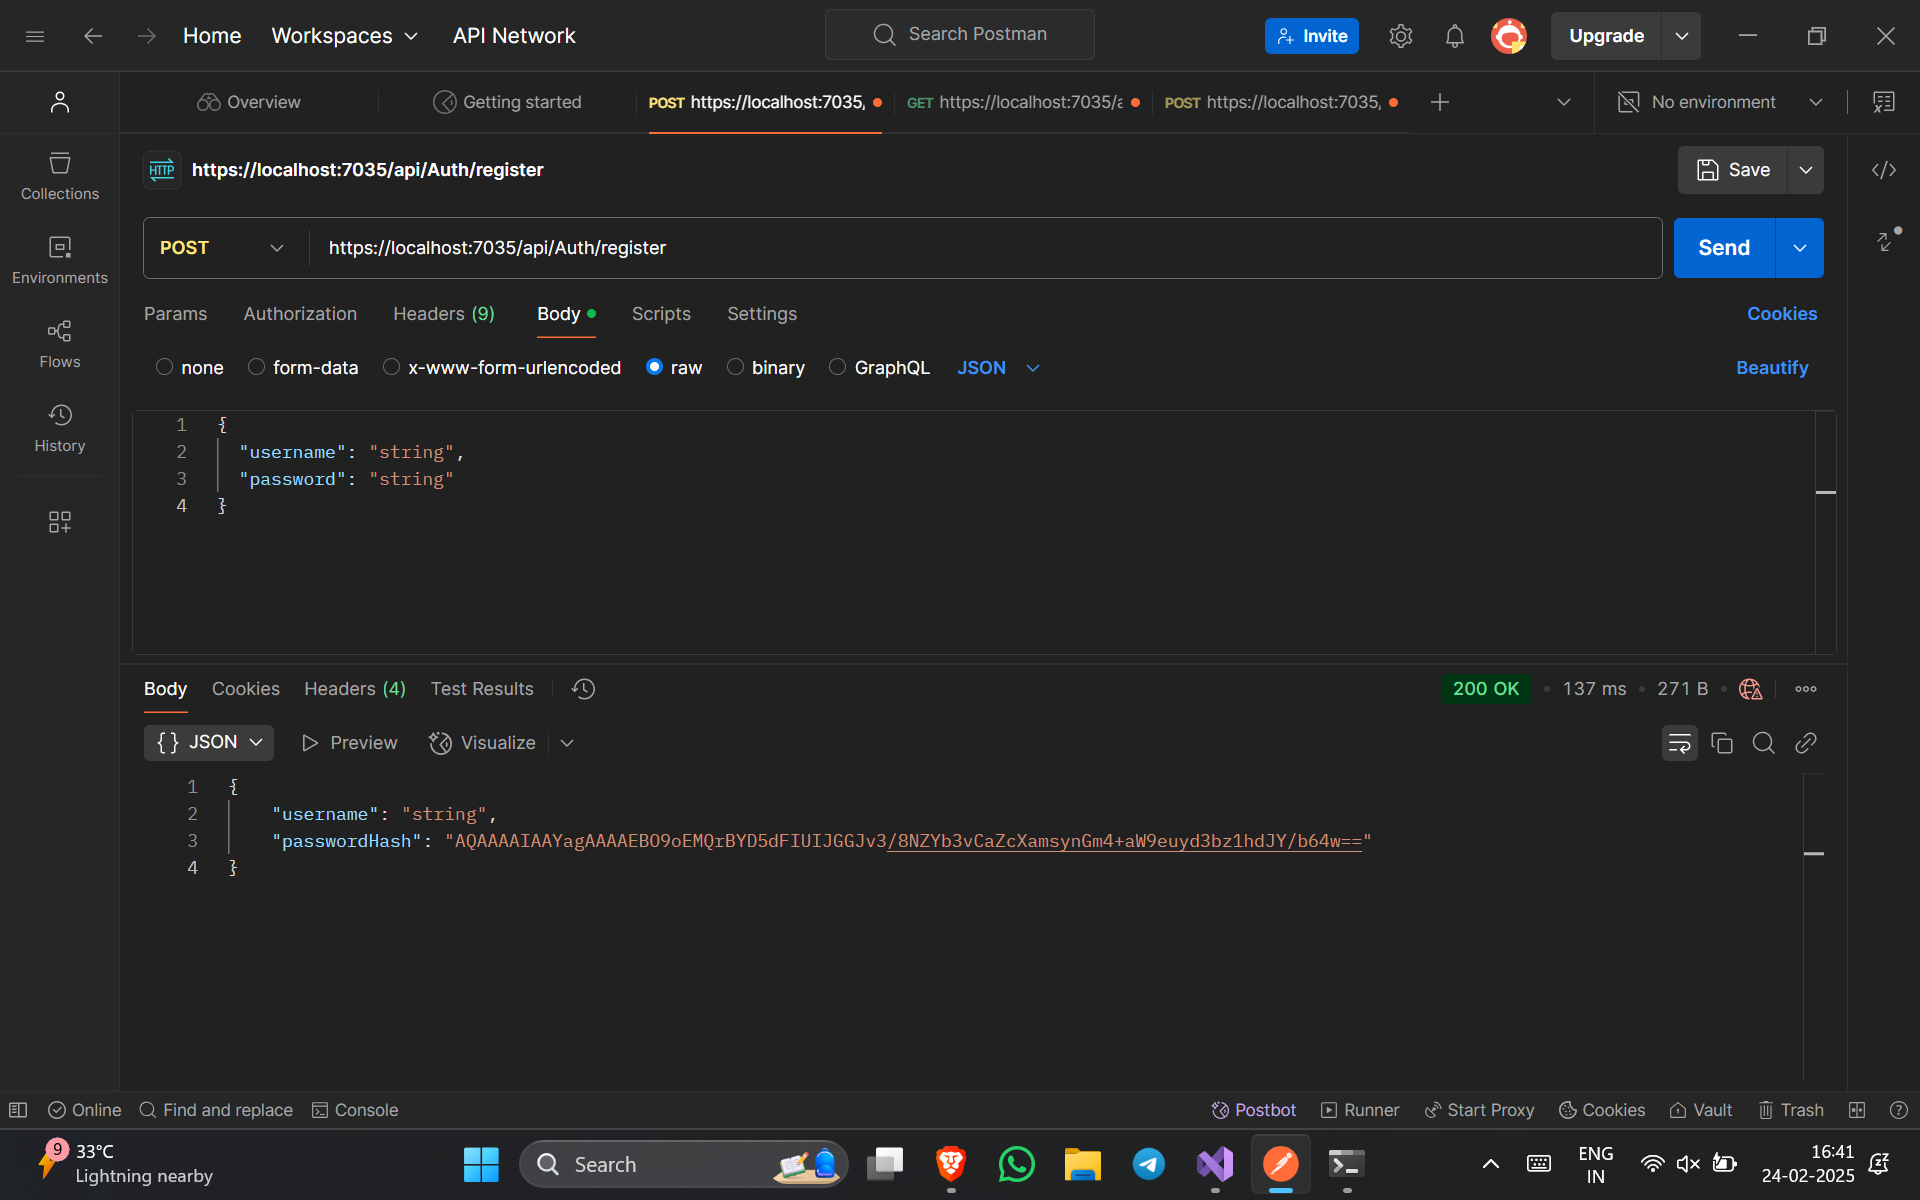 Home Workspaces API Network Search Postman Invite Upgrade
Overview Getting started POST https://localhost:7035, GET https://localhost:7035/a POST https://localhost:7035, No environment
HTTP https://localhost:7035/api/Auth/register Save
Collections
Environments
Flows
History
POST https://localhost:7035/api/Auth/register Send
Params Authorization Headers (9) Body Scripts Settings Cookies
none form-data x-www-form-urlencoded raw binary GraphQL JSON Beautify
1 {
2 "username": "string",
3 "password": "string"
4 }
Body Cookies Headers (4) Test Results 200 OK • 137 ms • 271 B
{} JSON Preview Visualize
1 {
2 "username": "string",
3 "passwordHash": "AQAAAAIAAYagAAAAEBO9oEMQrBYD5dFIUIJGGJv3/8NZYb3vCaZcXamsynGm4+aW9euyd3bz1hdJY/b64w=="
4 }
Online Find and replace Console Postbot Runner Start Proxy Cookies Vault Trash
9 33°C
Lightning nearby
Search
ENG
IN
16:41
24-02-2025